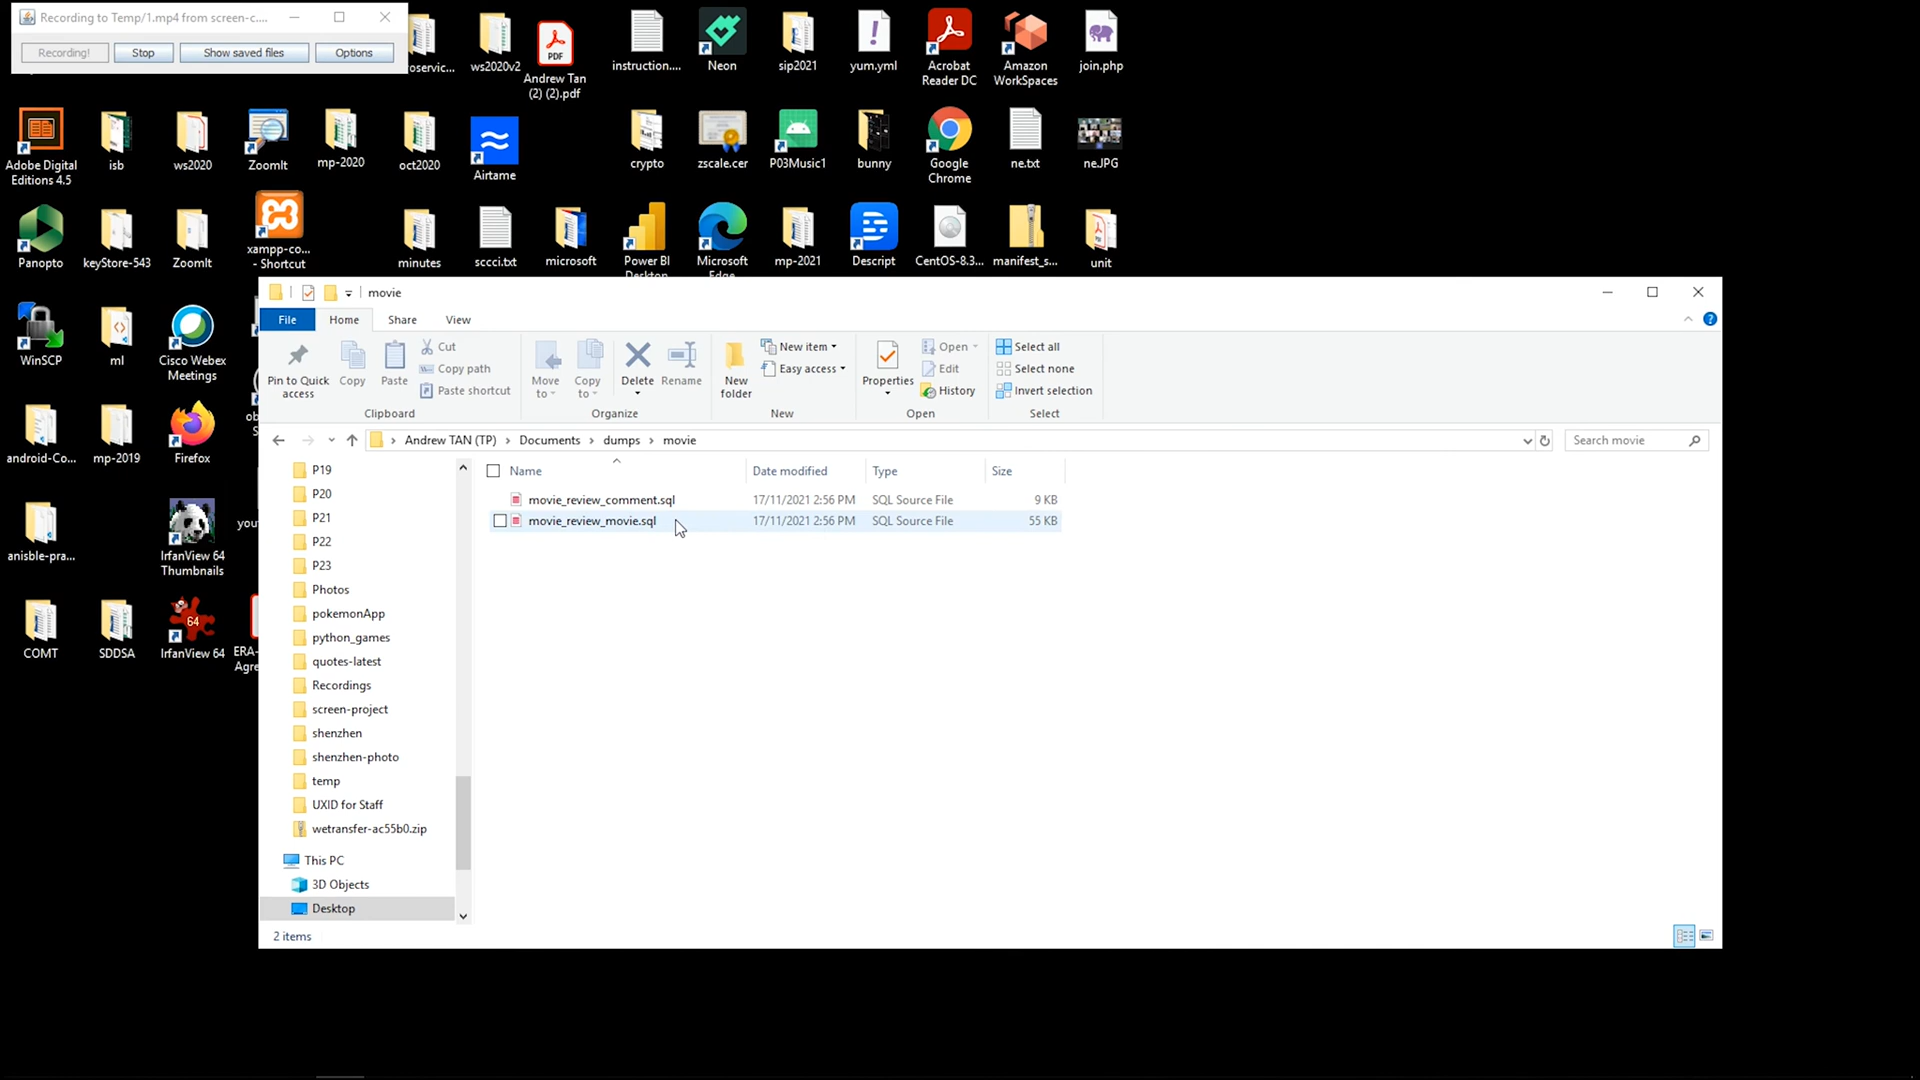 Recording to Temp/1.mp4 from screen-c....
Recording!
Stop
Show saved files
Options
ws2020v2
PDF
Andrew Tan
(2) (2).pdf
instruction....
Neon
sip2021
yum.yml
Acrobat
Reader DC
Amazon
WorkSpaces
join.php
Adobe Digital
Editions 4.5
isb
ws2020
ZoomIt
mp-2020
oct2020
Airtame
crypto
zscale.cer
P03Music1
bunny
Google
Chrome
ne.txt
ne.JPG
Panopto
keyStore-543
ZoomIt
xampp-co...
- Shortcut
minutes
sccci.txt
microsoft
Power BI
Desktop
Microsoft
Edge
mp-2021
Descript
CentOS-8.3...
manifest_s...
unit
WinSCP
ml
Cisco Webex
Meetings
android-Co...
mp-2019
Firefox
anisble-pra...
IrfanView 64
Thumbnails
COMT
SDDSA
64
IrfanView 64
movie
File
Home
Share
View
Pin to Quick
access
Copy
Paste
Cut
Copy path
Paste shortcut
Clipboard
Move
to
Copy
to
Delete
Rename
Organize
New
folder
New item
Easy access
New
Properties
Open
Edit
History
Open
Select all
Select none
Invert selection
Select
Andrew TAN (TP) > Documents > dumps > movie
Search movie
Name
Date modified
Type
Size
movie_review_comment.sql 17/11/2021 2:56 PM SQL Source File 9 KB
movie_review_movie.sql 17/11/2021 2:56 PM SQL Source File 55 KB
P19
P20
P21
P22
P23
Photos
pokemonApp
python_games
quotes-latest
Recordings
screen-project
shenzhen
shenzhen-photo
temp
UXID for Staff
wetransfer-ac55b0.zip
This PC
3D Objects
Desktop
2 items